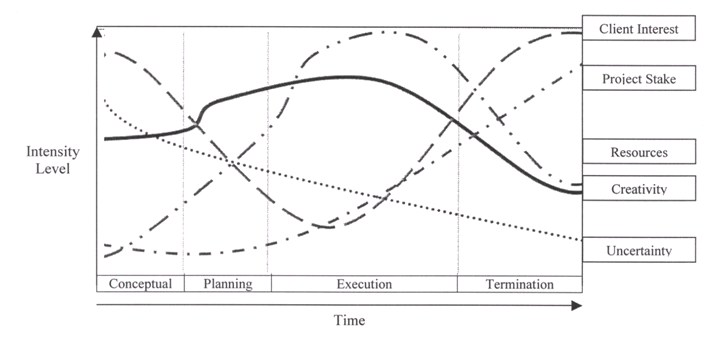 Client Interest
Project Stake
Intensity
Level
Resources
Creativity
Uncertainty
Conceptual
Planning
Execution
Termination
Time